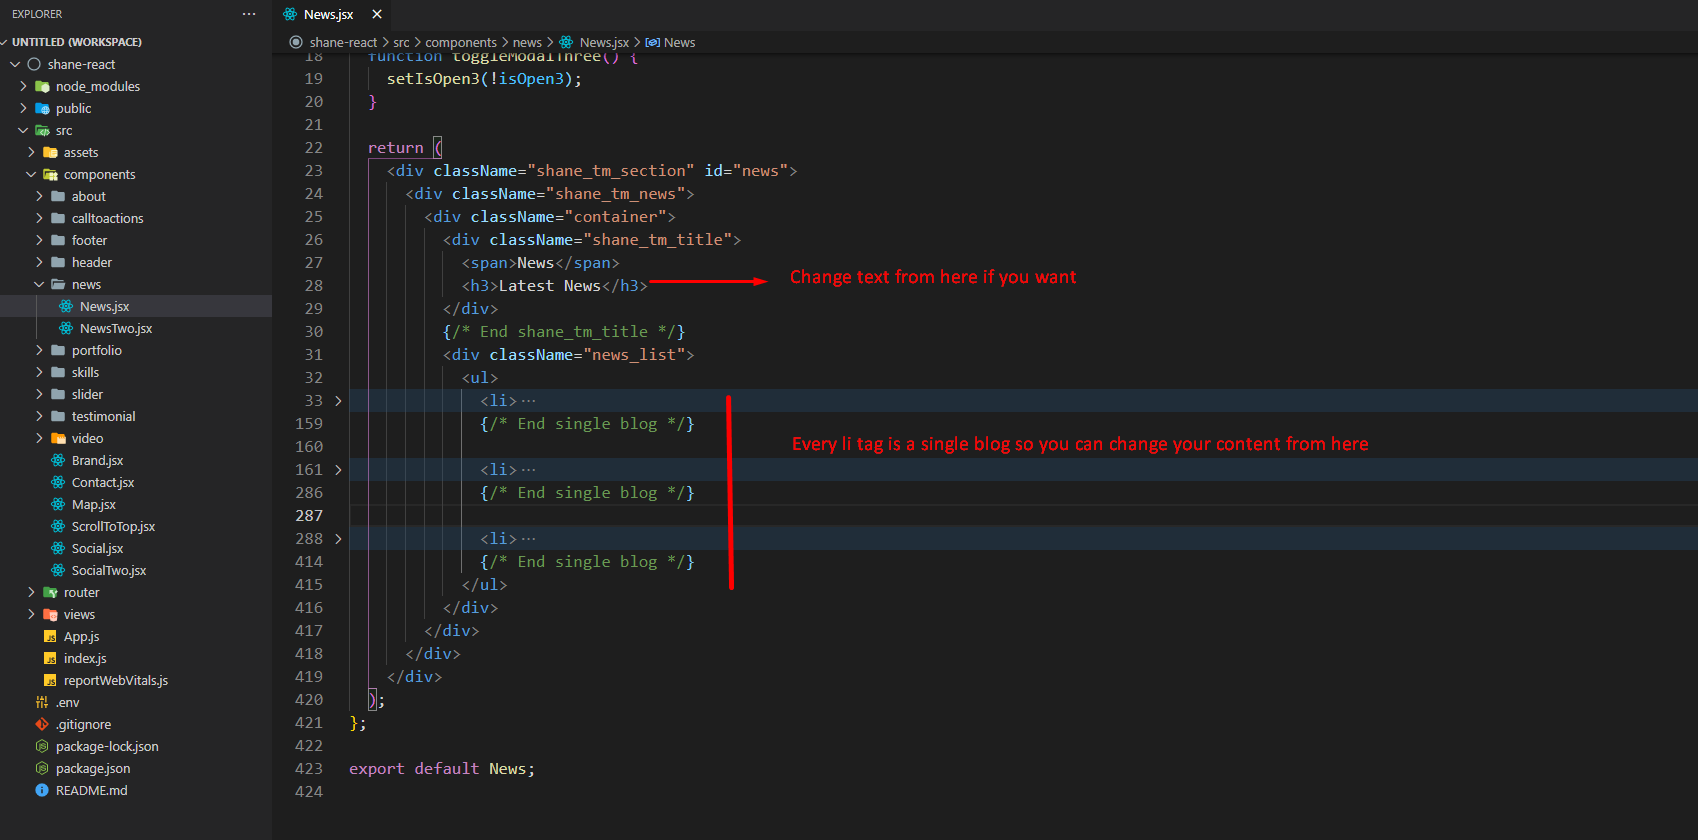 EXPLORER
···
UNTITLED (WORKSPACE)
shane-react
node_modules
public
src
assets
components
about
calltoactions
footer
header
news
News.jsx
NewsTwo.jsx
portfolio
skills
slider
testimonial
video
Brand.jsx
Contact.jsx
Map.jsx
ScrollToTop.jsx
Social.jsx
SocialTwo.jsx
router
views
JS App.js
JS index.js
JS reportWebVitals.js
.env
.gitignore
package-lock.json
package.json
README.md
News.jsx
shane-react > src > components > news > News.jsx > News
18 function toggleModalThree() {
19 setIsOpen3(!isOpen3);
20 }
21
22 return (
23 <div className="shane_tm_section" id="news">
24 <div className="shane_tm_news">
25 <div className="container">
26 <div className="shane_tm_title">
27 <span>News</span>
28 <h3>Latest News</h3> Change text from here if you want
29 </div>
30 {/* End shane_tm_title */}
31 <div className="news_list">
32 <ul>
33 <li>···
159 {/* End single blog */}
160 Every li tag is a single blog so you can change your content from here
161 <li>···
286 {/* End single blog */}
287
288 <li>···
414 {/* End single blog */}
415 </ul>
416 </div>
417 </div>
418 </div>
419 </div>
420 );
421 };
422
423 export default News;
424